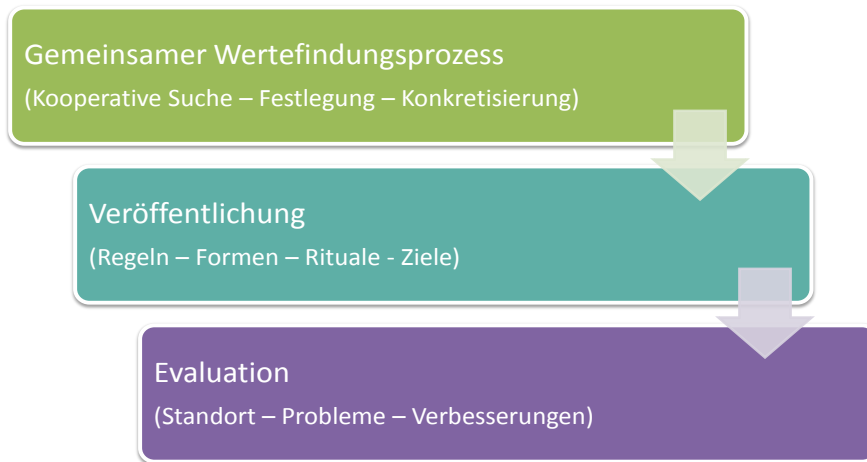 Gemeinsamer Wertefindungsprozess
(Kooperative Suche – Festlegung – Konkretisierung)
Veröffentlichung
(Regeln – Formen – Rituale - Ziele)
Evaluation
(Standort – Probleme – Verbesserungen)